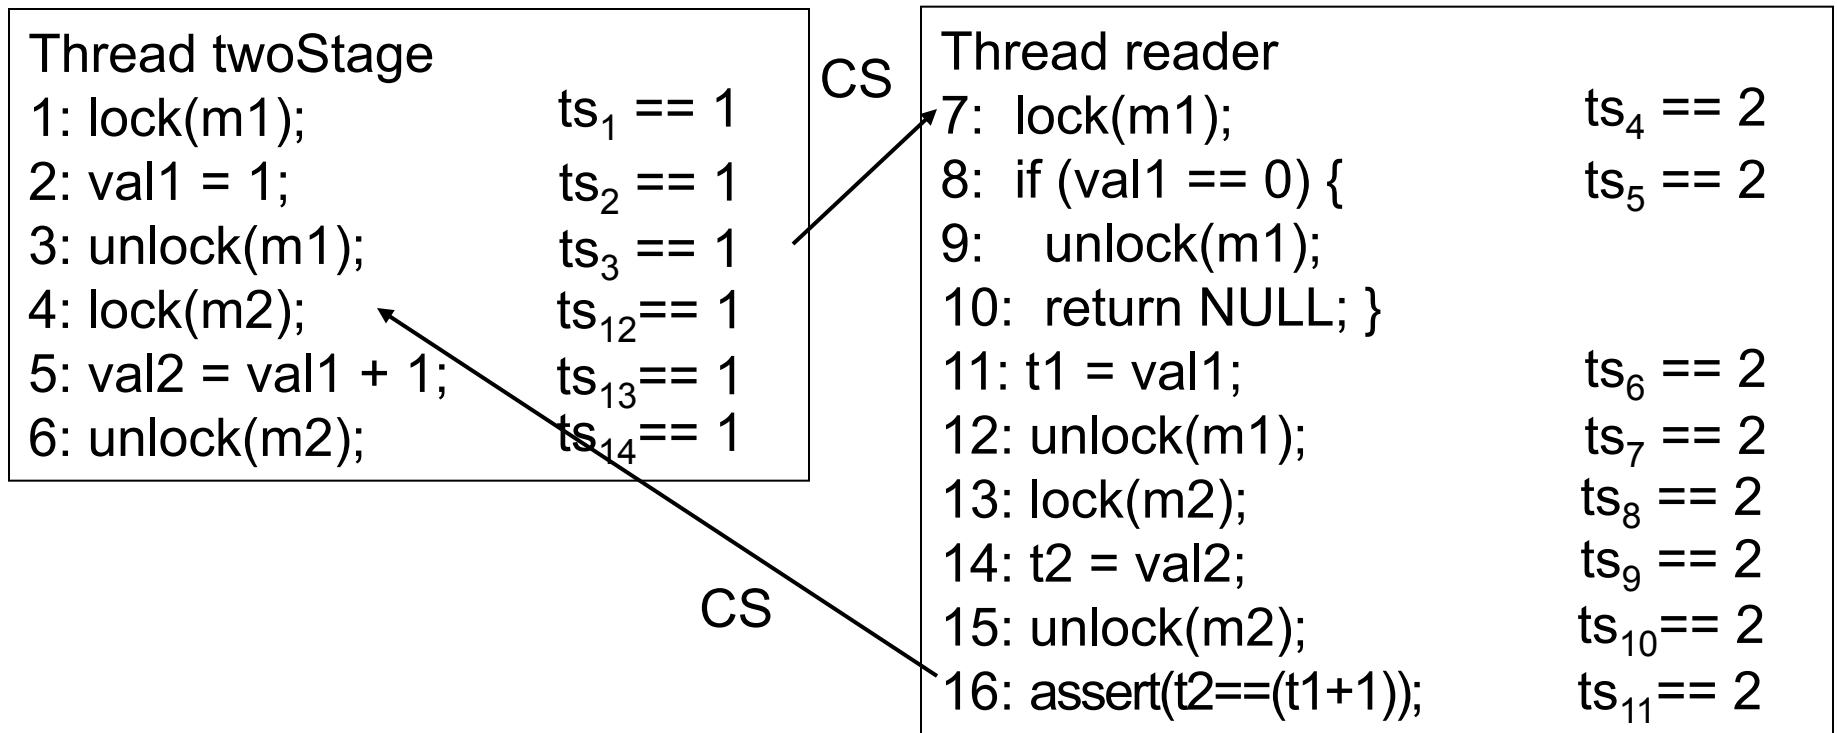 Thread twoStage
1: lock(m1); ts1 == 1
2: val1 = 1; ts2 == 1
3: unlock(m1); ts3 == 1
4: lock(m2); ts12== 1
5: val2 = val1 + 1; ts13== 1
6: unlock(m2); ts14== 1
CS
Thread reader
7: lock(m1); ts4 == 2
8: if (val1 == 0) { ts5 == 2
9: unlock(m1);
10: return NULL; }
11: t1 = val1; ts6 == 2
12: unlock(m1); ts7 == 2
13: lock(m2); ts8 == 2
14: t2 = val2; ts9 == 2
15: unlock(m2); ts10== 2
16: assert(t2==(t1+1)); ts11== 2
CS